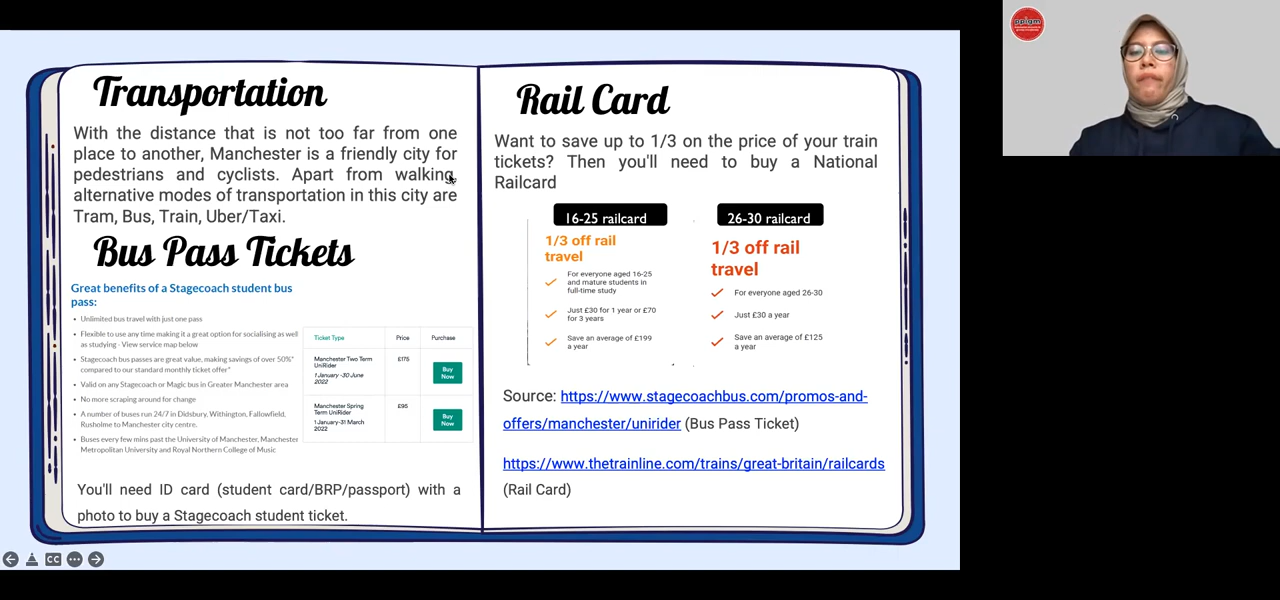 Transportation
With the distance that is not too far from one
place to another, Manchester is a friendly city for
pedestrians and cyclists. Apart from walking,
alternative modes of transportation in this city are
Tram, Bus, Train, Uber/Taxi.
Bus Pass Tickets
Great benefits of a Stagecoach student bus
pass:
• Unlimited bus travel with just one pass
• Flexible to use any time making it a great option for socialising as well
as studying - View service map below
• Stagecoach bus passes are great value, making savings of over 50%*
compared to our standard monthly ticket offer*
• Valid on any Stagecoach or Magic bus in Greater Manchester area
• No more scraping around for change
• A number of buses run 24/7 in Didsbury, Withington, Fallowfield,
Rusholme to Manchester city centre.
• Buses every few mins past the University of Manchester, Manchester
Metropolitan University and Royal Northern College of Music
Ticket Type Price Purchase
Manchester Two Term
UniRider
1 January -30 June
2022
£175
Buy
Now
Manchester Spring
Term UniRider
1 January-31 March
2022
£95
Buy
Now
You'll need ID card (student card/BRP/passport) with a
photo to buy a Stagecoach student ticket.
Rail Card
Want to save up to 1/3 on the price of your train
tickets? Then you'll need to buy a National
Railcard
16-25 railcard
1/3 off rail
travel
For everyone aged 16-25
and mature students in
full-time study
Just £30 for 1 year or £70
for 3 years
Save an average of £199
a year
26-30 railcard
1/3 off rail
travel
For everyone aged 26-30
Just £30 a year
Save an average of £125
a year
Source: https://www.stagecoachbus.com/promos-and-
offers/manchester/unirider (Bus Pass Ticket)
https://www.thetrainline.com/trains/great-britain/railcards
(Rail Card)
CC
ppigm